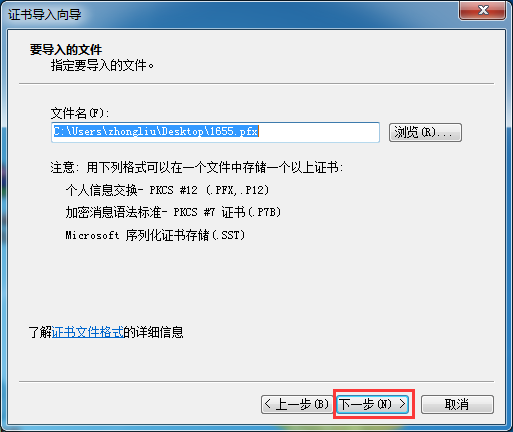 证书导入向导
要导入的文件
指定要导入的文件。
文件名(F):
C:\Users\zhongliu\Desktop\1655.pfx
浏览(R)...
注意: 用下列格式可以在一个文件中存储一个以上证书:
个人信息交换- PKCS #12 (.PFX,.P12)
加密消息语法标准- PKCS #7 证书(.P7B)
Microsoft 序列化证书存储(.SST)
了解证书文件格式的详细信息
< 上一步(B) 下一步(N) > 取消